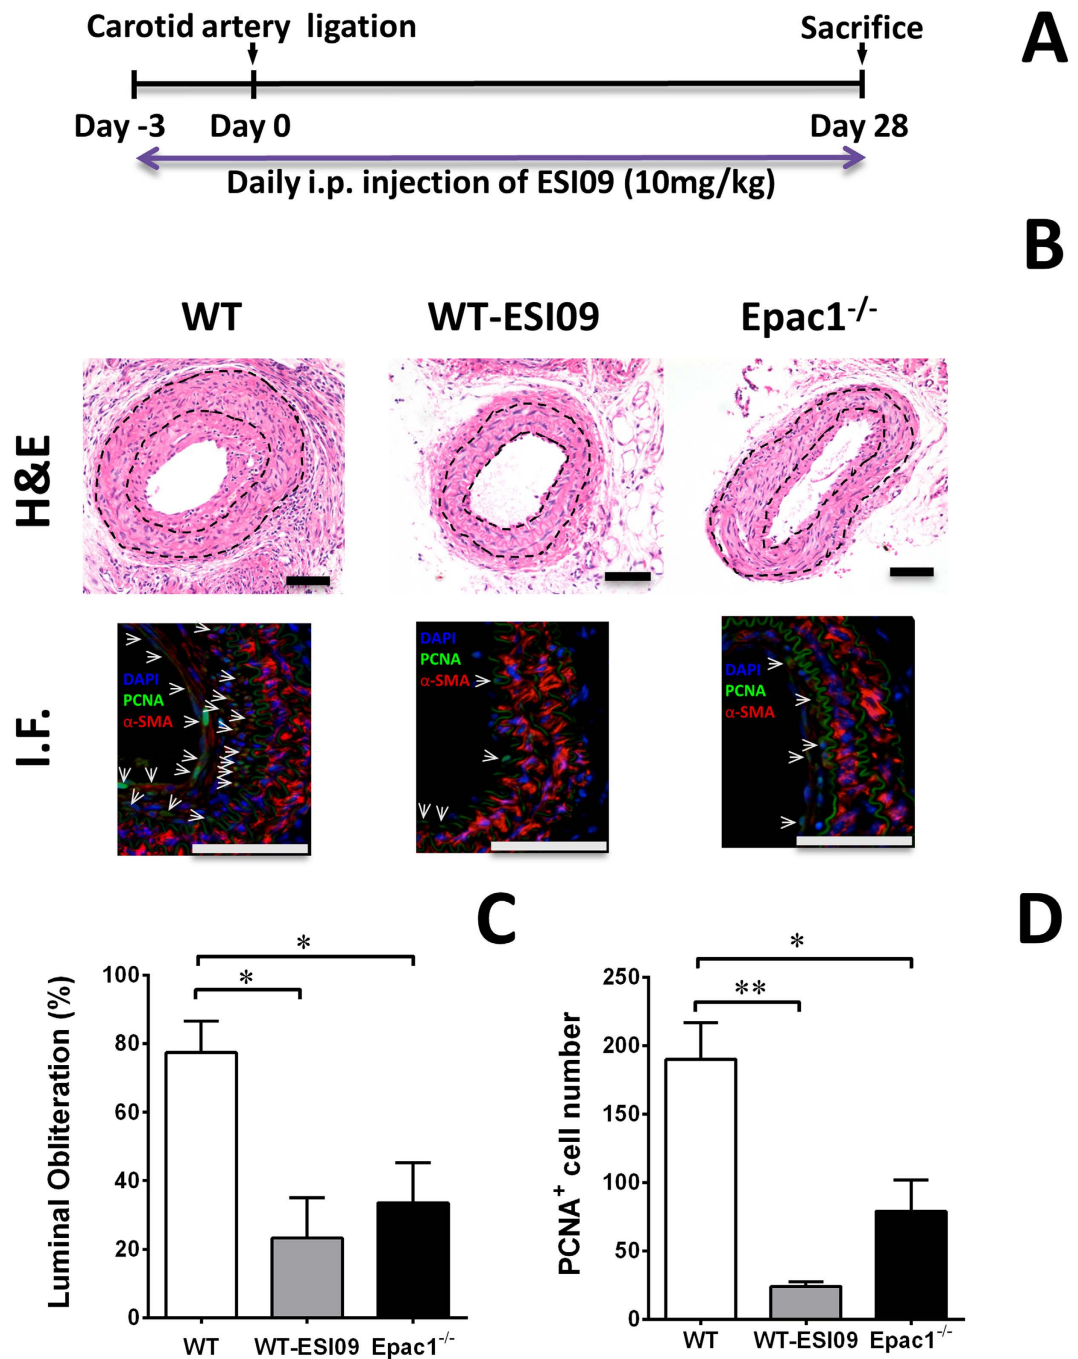 A
Carotid artery ligation
Sacrifice
Day -3
Day 0
Day 28
Daily i.p. injection of ESI09 (10mg/kg)
B
WT
WT-ESI09
Epac1-/-
H&E
I.F.
DAPI
PCNA
α-SMA
DAPI
PCNA
α-SMA
DAPI
PCNA
α-SMA
C
*
*
Luminal Obliteration (%)
100
80
60
40
20
0
WT
WT-ESI09
Epac1-/-
D
*
**
PCNA+ cell number
250
200
150
100
50
0
WT
WT-ESI09
Epac1-/-